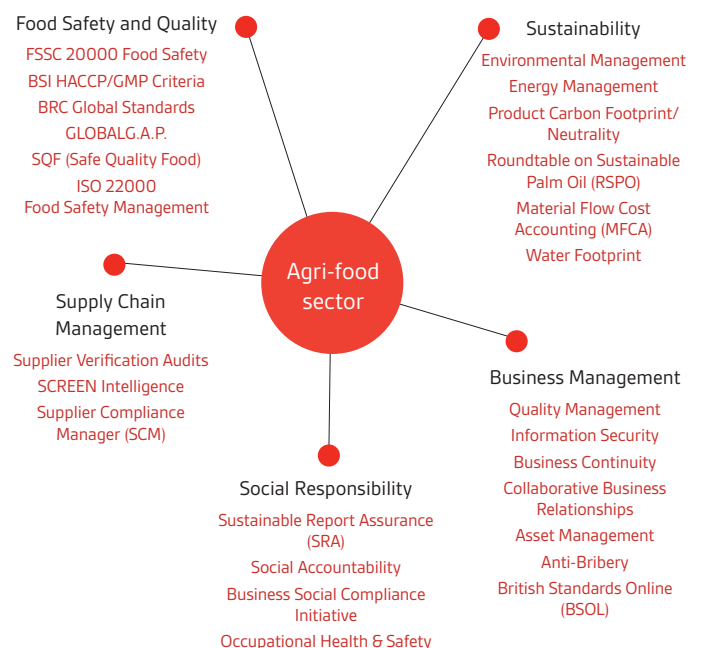 Food Safety and Quality
FSSC 20000 Food Safety
BSI HACCP/GMP Criteria
BRC Global Standards
GLOBALG.A.P.
SQF (Safe Quality Food)
ISO 22000
Food Safety Management
Sustainability
Environmental Management
Energy Management
Product Carbon Footprint/
Neutrality
Roundtable on Sustainable
Palm Oil (RSPO)
Material Flow Cost
Accounting (MFCA)
Water Footprint
Agri-food
sector
Supply Chain
Management
Supplier Verification Audits
SCREEN Intelligence
Supplier Compliance
Manager (SCM)
Business Management
Quality Management
Information Security
Business Continuity
Collaborative Business
Relationships
Asset Management
Anti-Bribery
British Standards Online
(BSOL)
Social Responsibility
Sustainable Report Assurance
(SRA)
Social Accountability
Business Social Compliance
Initiative
Occupational Health & Safety